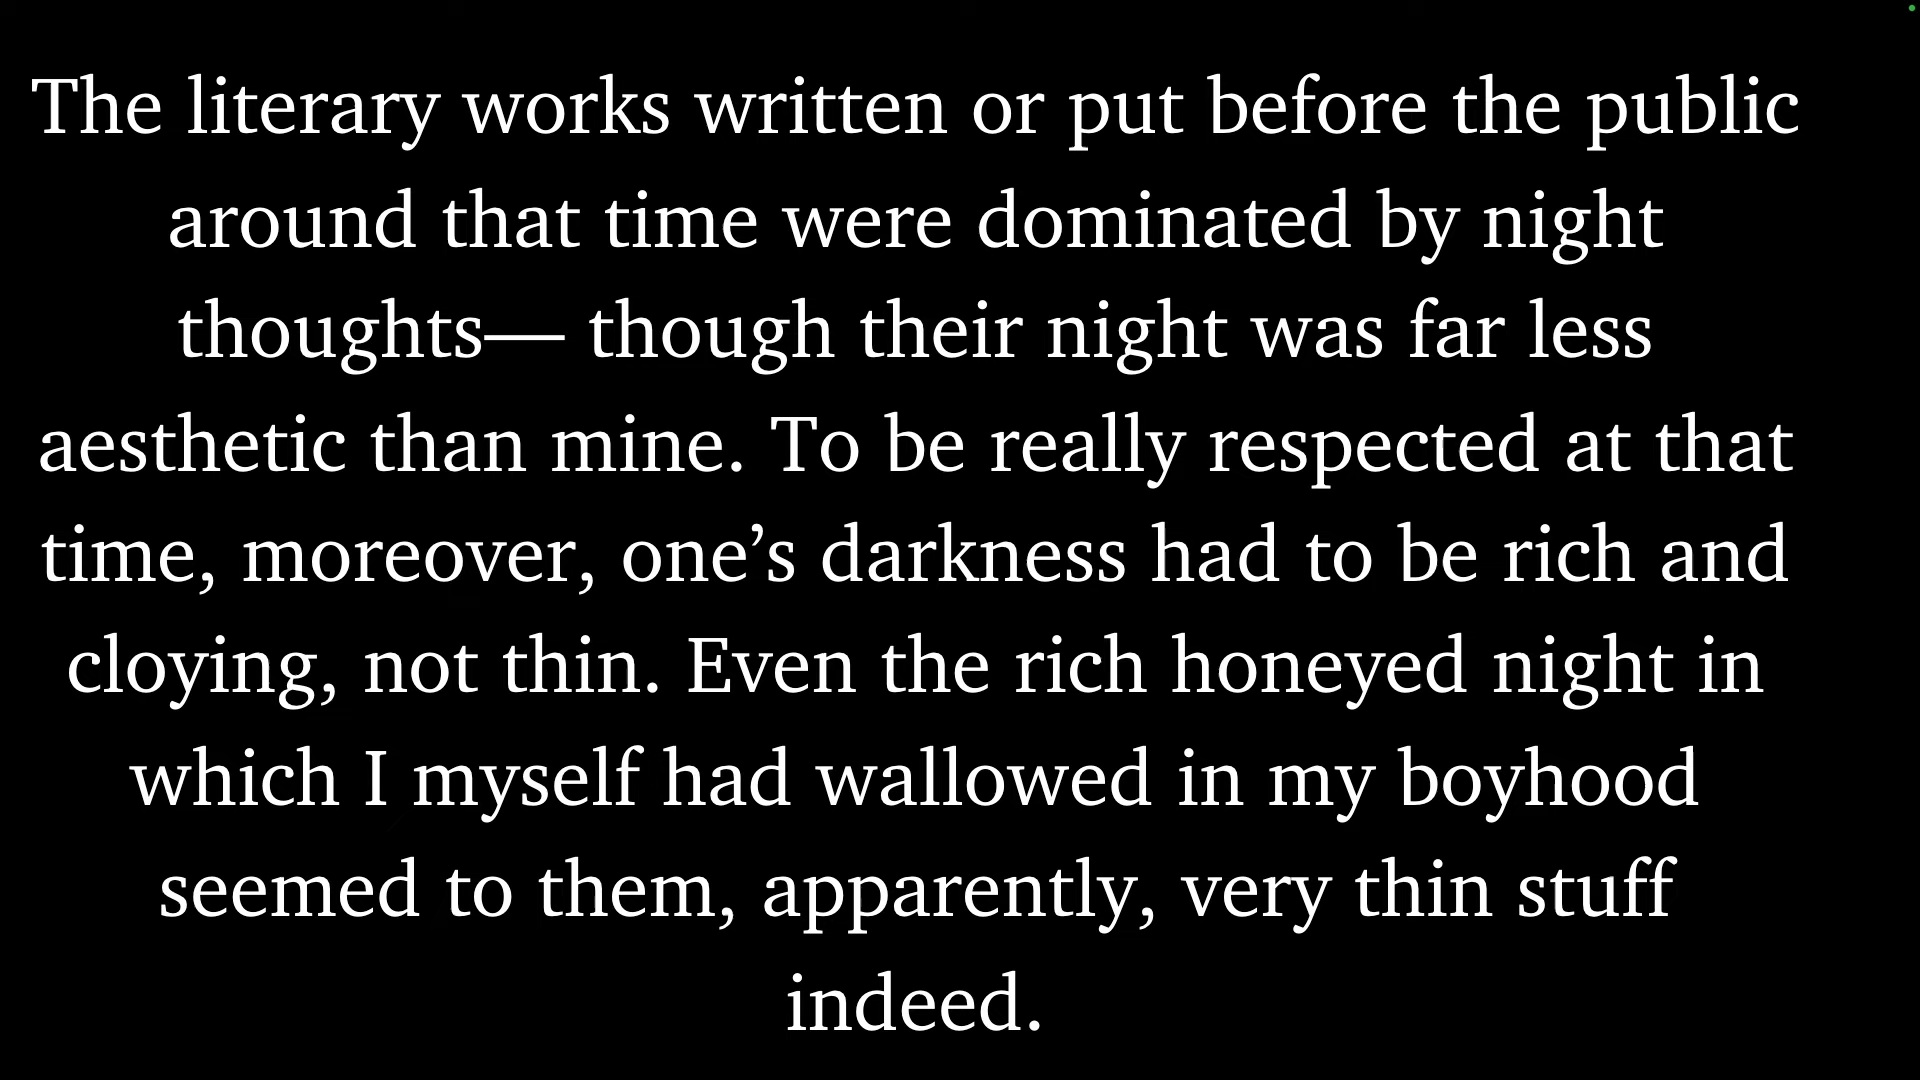 The literary works written or put before the public
around that time were dominated by night
thoughts— though their night was far less
aesthetic than mine. To be really respected at that
time, moreover, one’s darkness had to be rich and
cloying, not thin. Even the rich honeyed night in
which I myself had wallowed in my boyhood
seemed to them, apparently, very thin stuff
indeed.